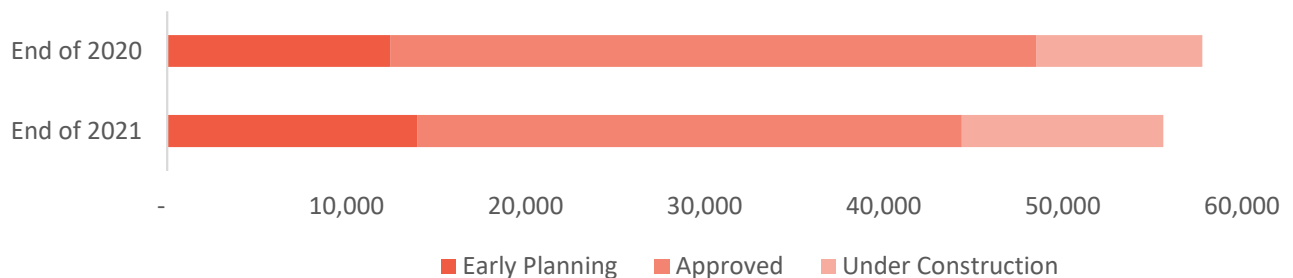 End of 2020
End of 2021
- 10,000 20,000 30,000 40,000 50,000 60,000
Early Planning Approved Under Construction